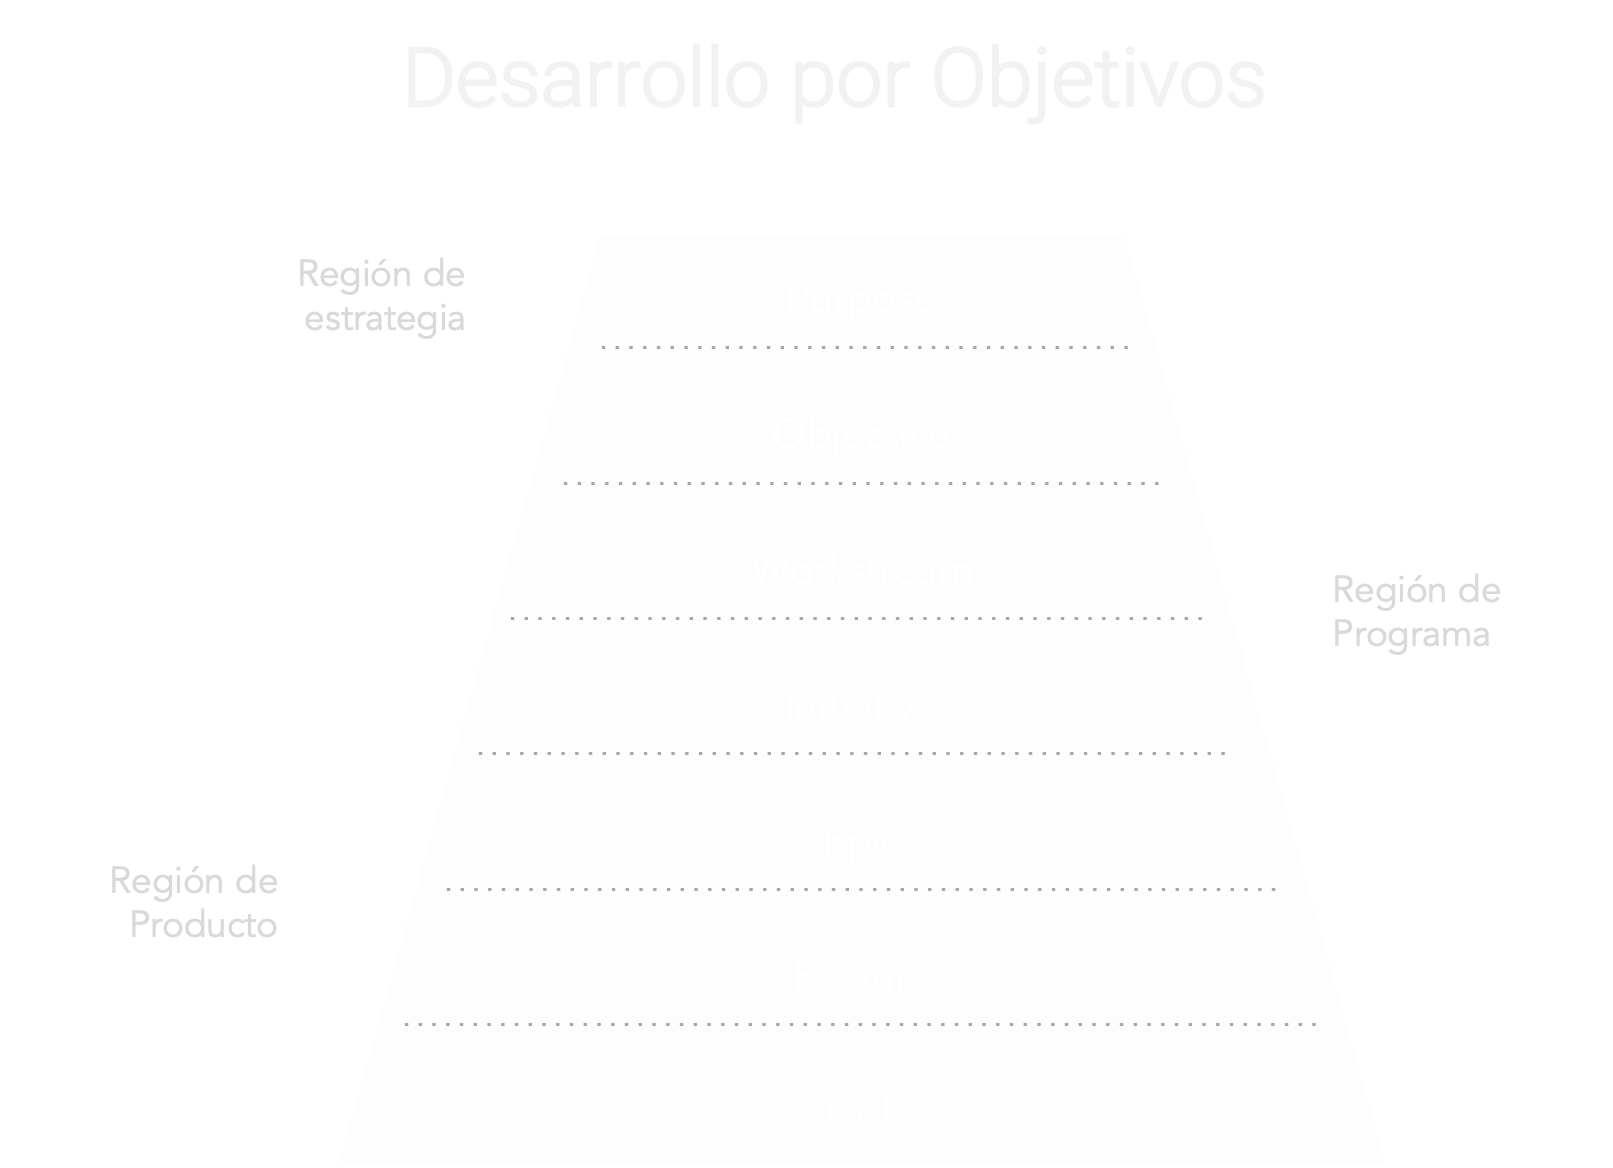 Desarrollo por Objetivos
Región de
estrategia
Purpose
Objective
Workstream
Región de
Programa
Initiative
Epic
Región de
Producto
Feature
Task